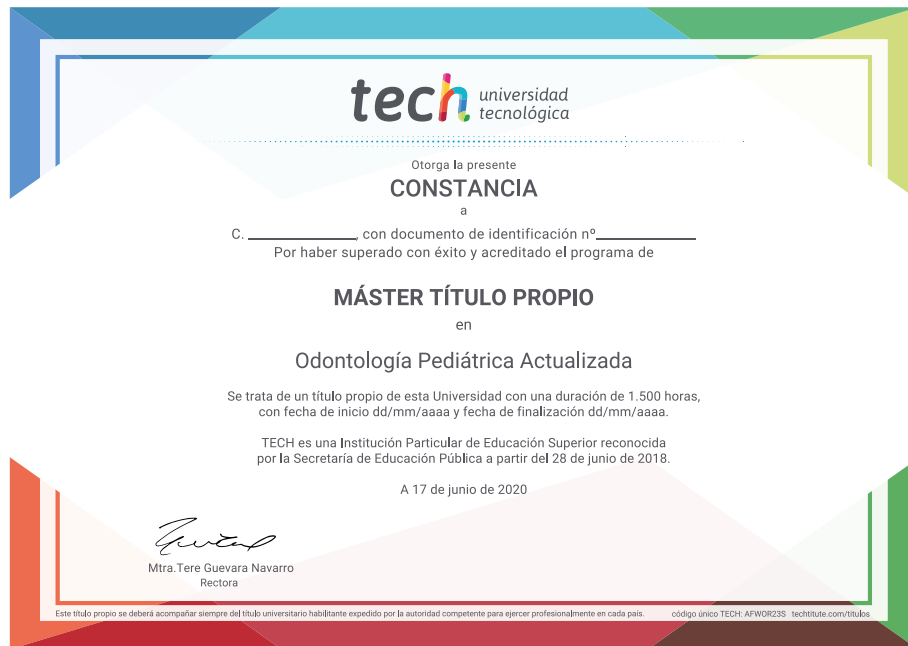 tech universidad
tecnológica
Otorga la presente
CONSTANCIA
a
C. ______________, con documento de identificación nº______________
Por haber superado con éxito y acreditado el programa de
MÁSTER TÍTULO PROPIO
en
Odontología Pediátrica Actualizada
Se trata de un título propio de esta Universidad con una duración de 1.500 horas,
con fecha de inicio dd/mm/aaaa y fecha de finalización dd/mm/aaaa.
TECH es una Institución Particular de Educación Superior reconocida
por la Secretaría de Educación Pública a partir del 28 de junio de 2018.
A 17 de junio de 2020
Mtra.Tere Guevara Navarro
Rectora
Este título propio se deberá acompañar siempre del título universitario habilitante expedido por la autoridad competente para ejercer profesionalmente en cada país. código único TECH: AFWOR23S techtitute.com/titulos